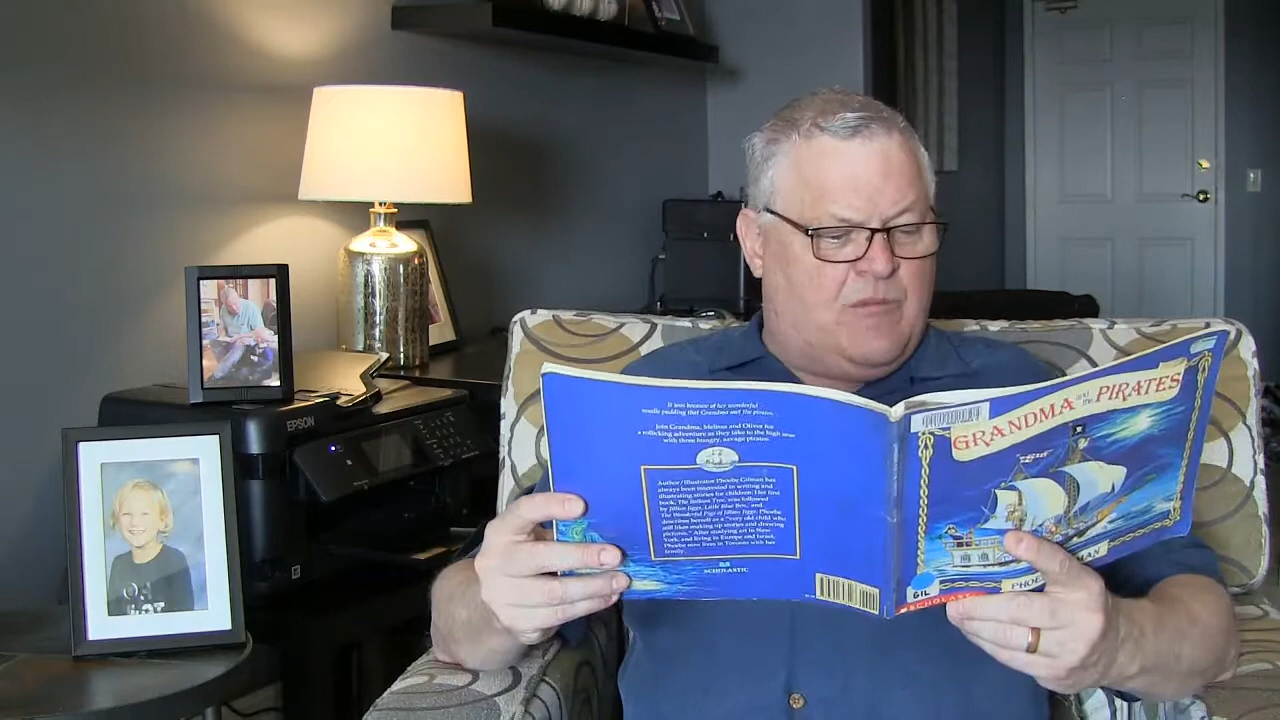 EPSON
It was because of her wonderful
noodle pudding that Grandma met the pirates.
Join Grandma, Melissa and Oliver for
a rollicking adventure as they take to the high seas
with three hungry, savage pirates.
Author/Illustrator Phoebe Gilman has
always been interested in writing and
illustrating stories for children. Her first
book, The Balloon Tree, was followed
by Jillian Jiggs, Little Blue Ben, and
The Wonderful Pigs of Jillian Jiggs. Phoebe
describes herself as a "very old child who
still likes making up stories and drawing
pictures." After studying art in New
York, and living in Europe and Israel,
Phoebe now lives in Toronto with her
family.
SCHOLASTIC
GRANDMA and the PIRATES
PHOE
MAN
GIL
SCHOLAST